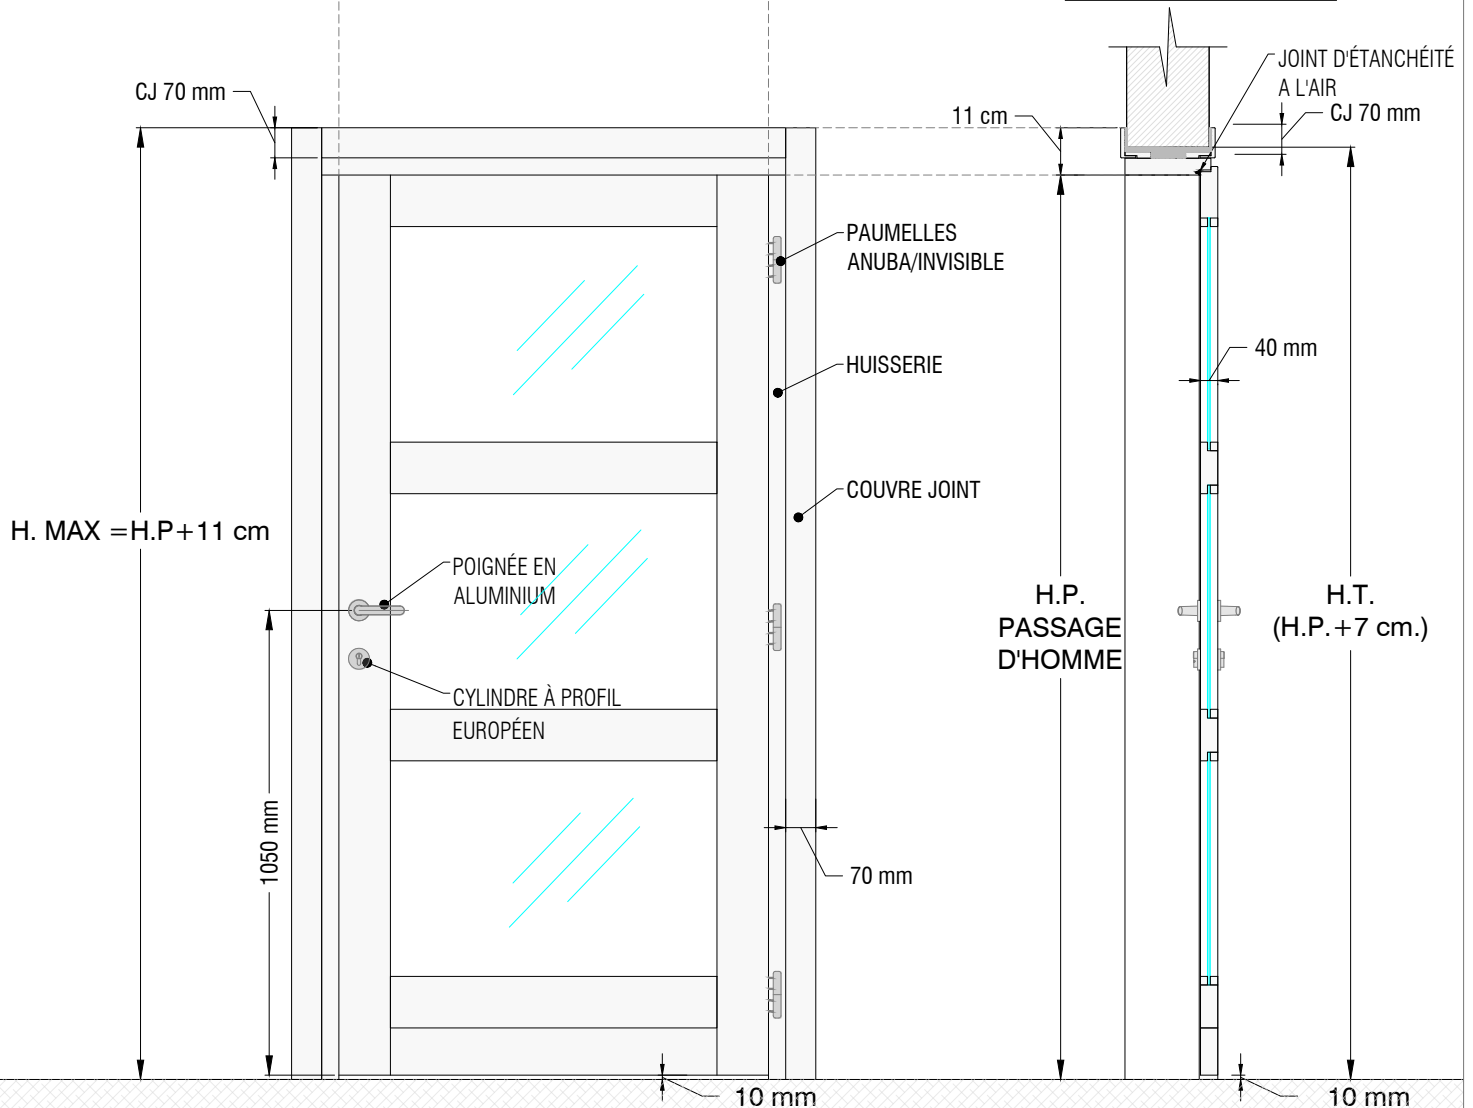 CJ 70 mm
JOINT D'ÉTANCHÉITÉ
A L'AIR
CJ 70 mm
11 cm
PAUMELLES
ANUBA/INVISIBLE
40 mm
HUISSERIE
COUVRE JOINT
H. MAX =H.P+11 cm
POIGNÉE EN
ALUMINIUM
H.P.
PASSAGE
D'HOMME
H.T.
(H.P.+7 cm.)
CYLINDRE À PROFIL
EUROPÉEN
1050 mm
70 mm
10 mm
10 mm